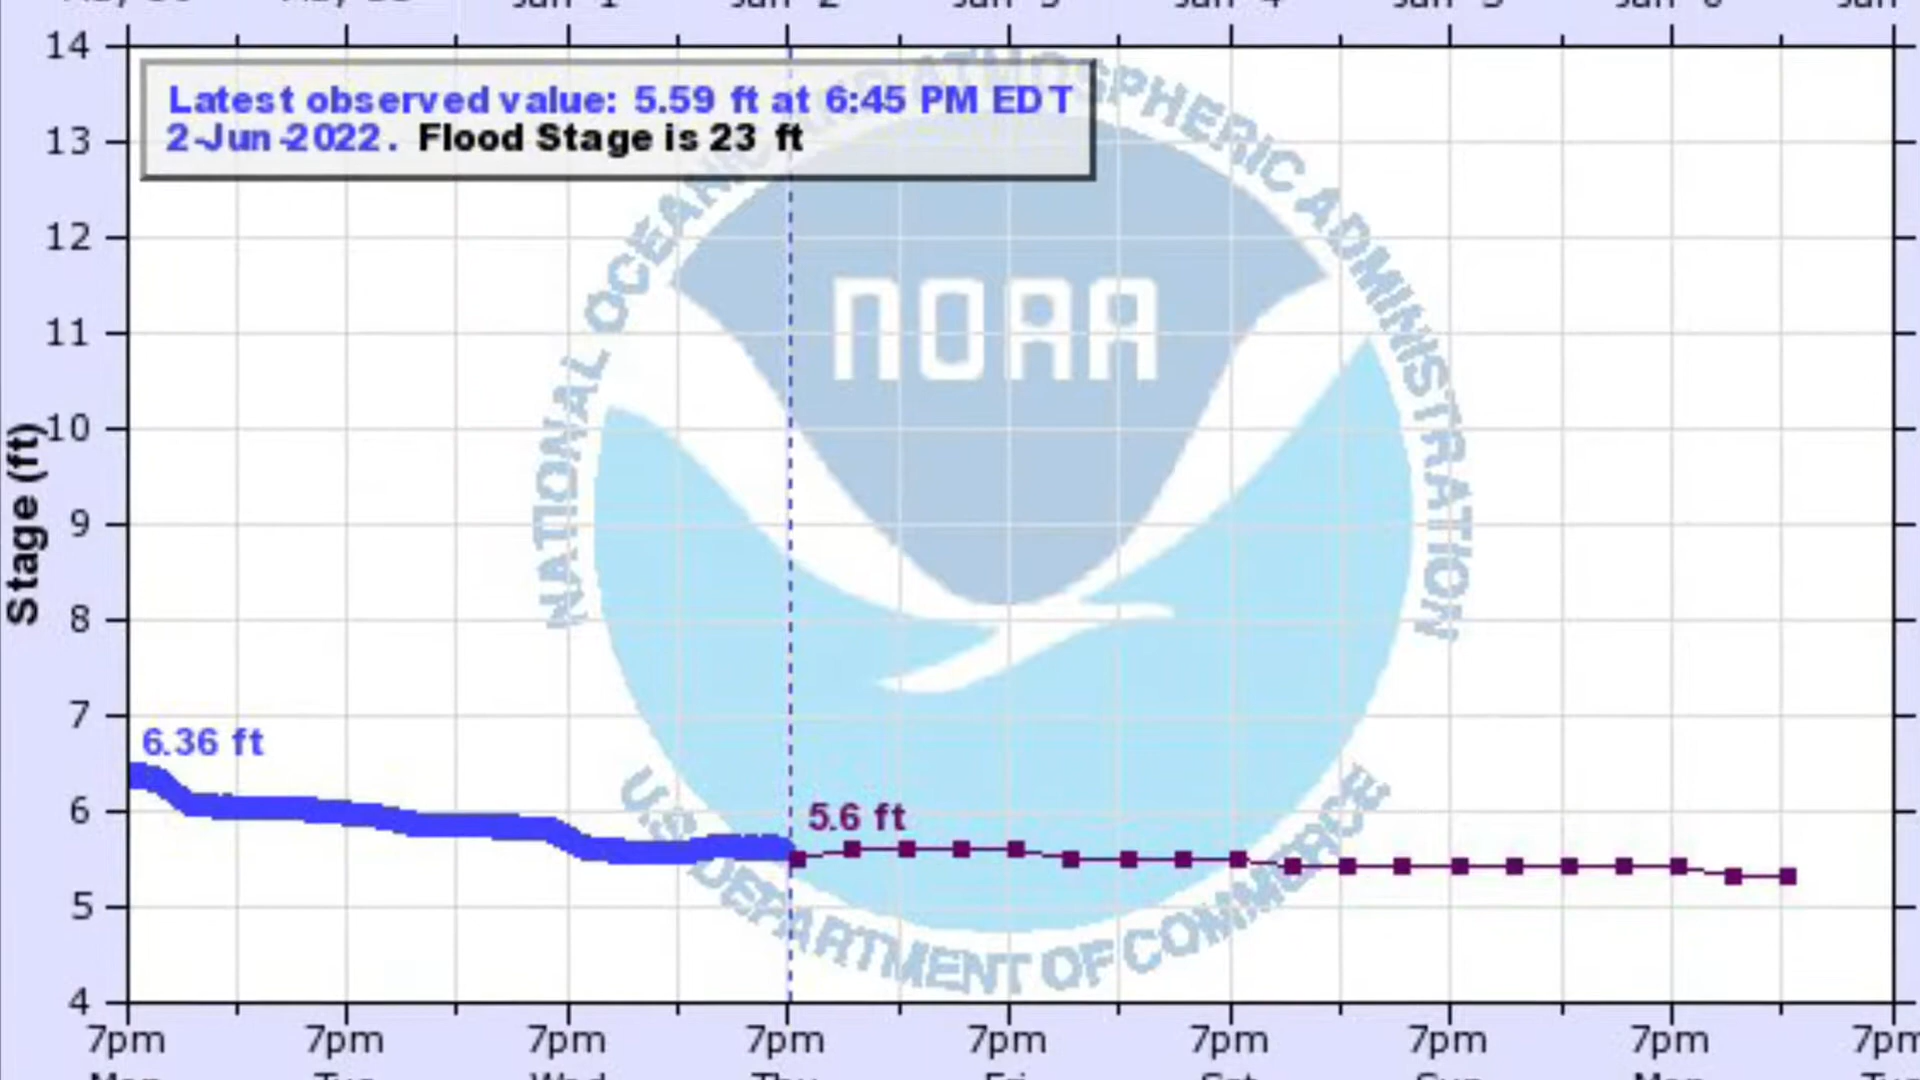 14
Latest observed value: 5.59 ft at 6:45 PM EDT
2-Jun-2022. Flood Stage is 23 ft
13
12
11
10
9
8
7
6
5
4
Stage (ft)
NATIONAL OCEANIC AND ATMOSPHERIC ADMINISTRATION
NOAA
U.S. DEPARTMENT OF COMMERCE
6.36 ft
5.6 ft
7pm 7pm 7pm 7pm 7pm 7pm 7pm 7pm 7pm